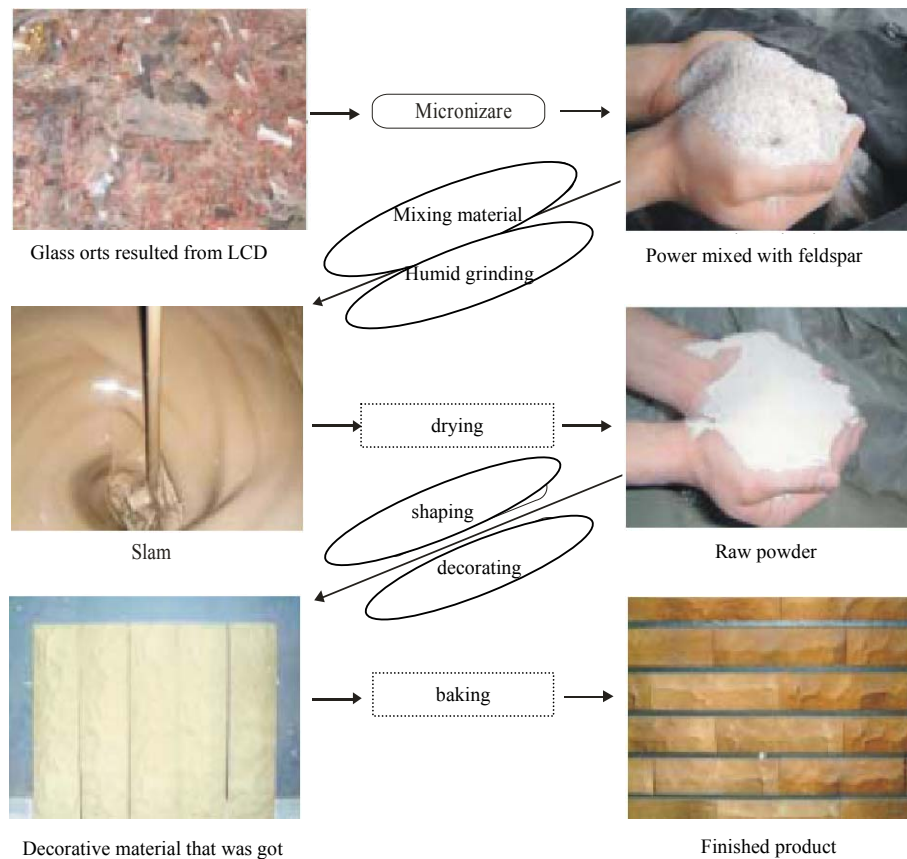 Micronizare
Glass orts resulted from LCD
Mixing material
Humid grinding
Power mixed with feldspar
drying
Slam
shaping
decorating
Raw powder
baking
Decorative material that was got
Finished product